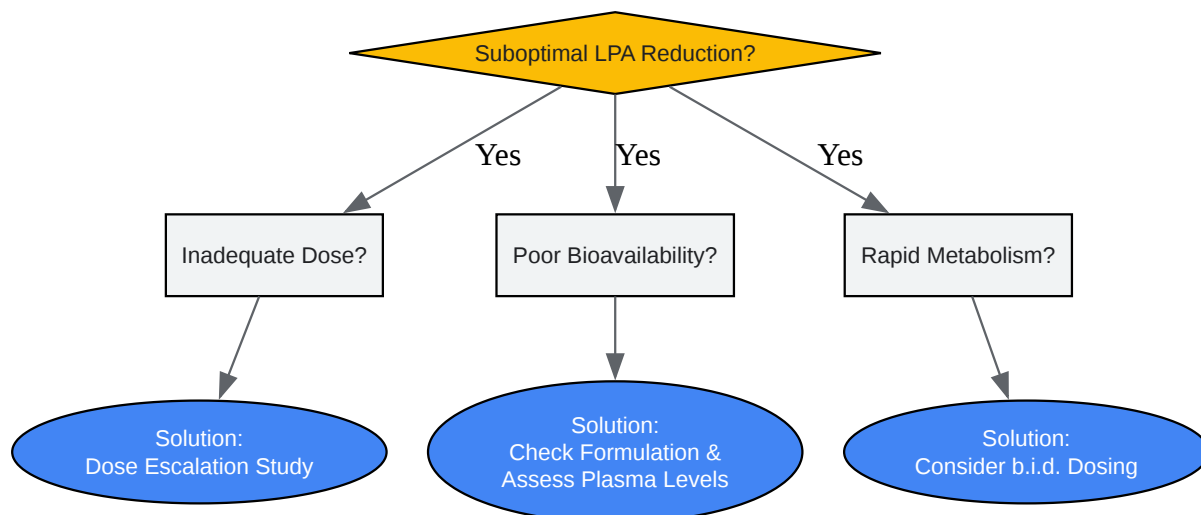 Suboptimal LPA Reduction?
Yes
Yes
Yes
Inadequate Dose?
Poor Bioavailability?
Rapid Metabolism?
Solution:
Dose Escalation Study
Solution:
Check Formulation &
Assess Plasma Levels
Solution:
Consider b.i.d. Dosing